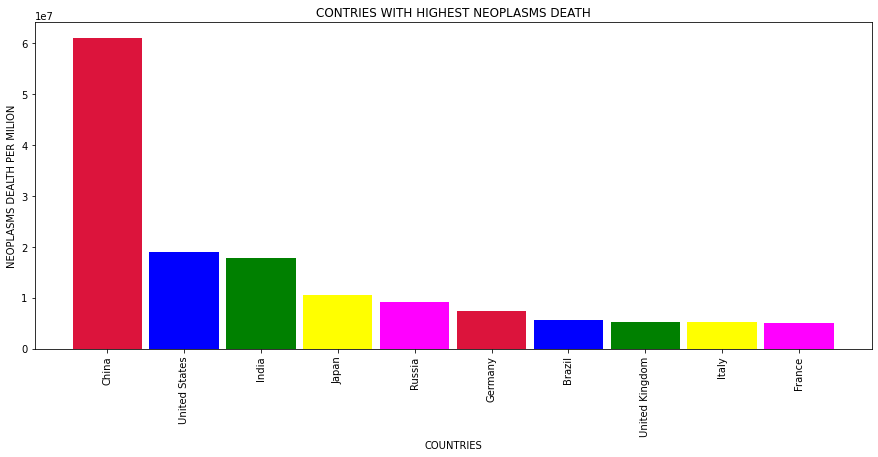 CONTRIES WITH HIGHEST NEOPLASMS DEATH
1e7
NEOPLASMS DEALTH PER MILION
6
5
4
3
2
1
0
China
United States
India
Japan
Russia
Germany
Brazil
United Kingdom
Italy
France
COUNTRIES